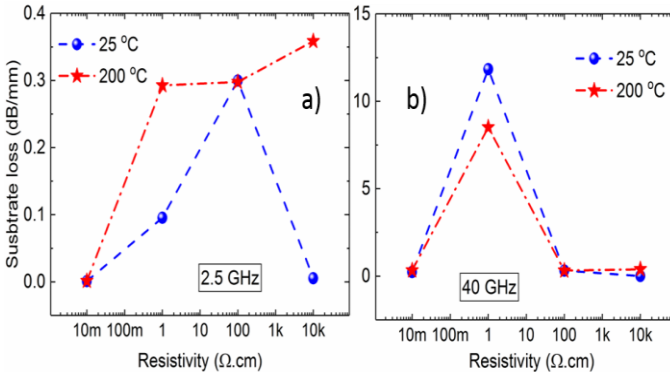 Susbtrate loss (dB/mm)
0.4
0.3
0.2
0.1
0.0
25 °C
200 °C
a)
2.5 GHz
10m 100m 1 10 100 1k 10k
Resistivity (Ω.cm)
15
10
5
0
b)
25 °C
200 °C
40 GHz
10m 100m 1 10 100 1k 10k
Resistivity (Ω.cm)